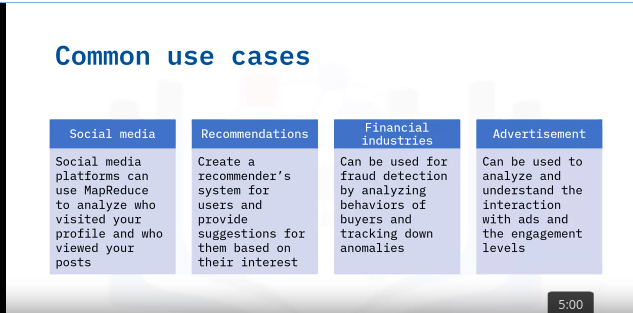 Common use cases
Social media
Social media
platforms can
use MapReduce
to analyze who
visited your
profile and who
viewed your
posts
Recommendations
Create a
recommender’s
system for
users and
provide
suggestions for
them based on
their interest
Financial
industries
Can be used for
fraud detection
by analyzing
behaviors of
buyers and
tracking down
anomalies
Advertisement
Can be used to
analyze and
understand the
interaction
with ads and
the engagement
levels
5:00